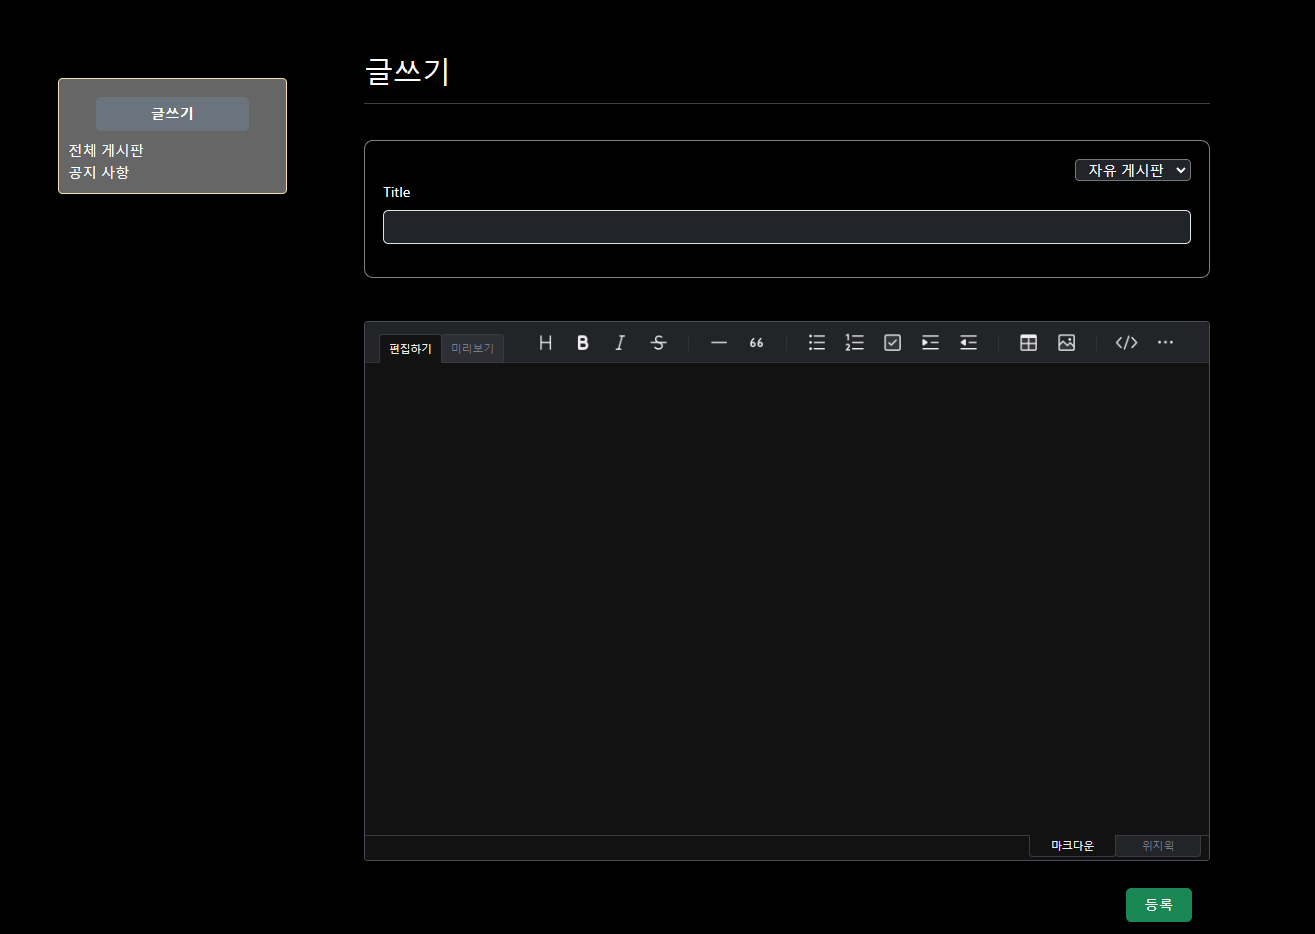 글쓰기
글쓰기
전체 게시판
공지 사항
자유 게시판
Title
편집하기 미리보기
마크다운 위지윅
등록